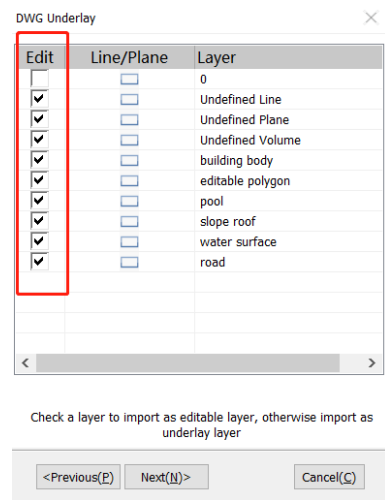 DWG Underlay
Edit Line/Plane Layer
0
Undefined Line
Undefined Plane
Undefined Volume
building body
editable polygon
pool
slope roof
water surface
road
Check a layer to import as editable layer, otherwise import as
underlay layer
<Previous(P) Next(N)> Cancel(C)